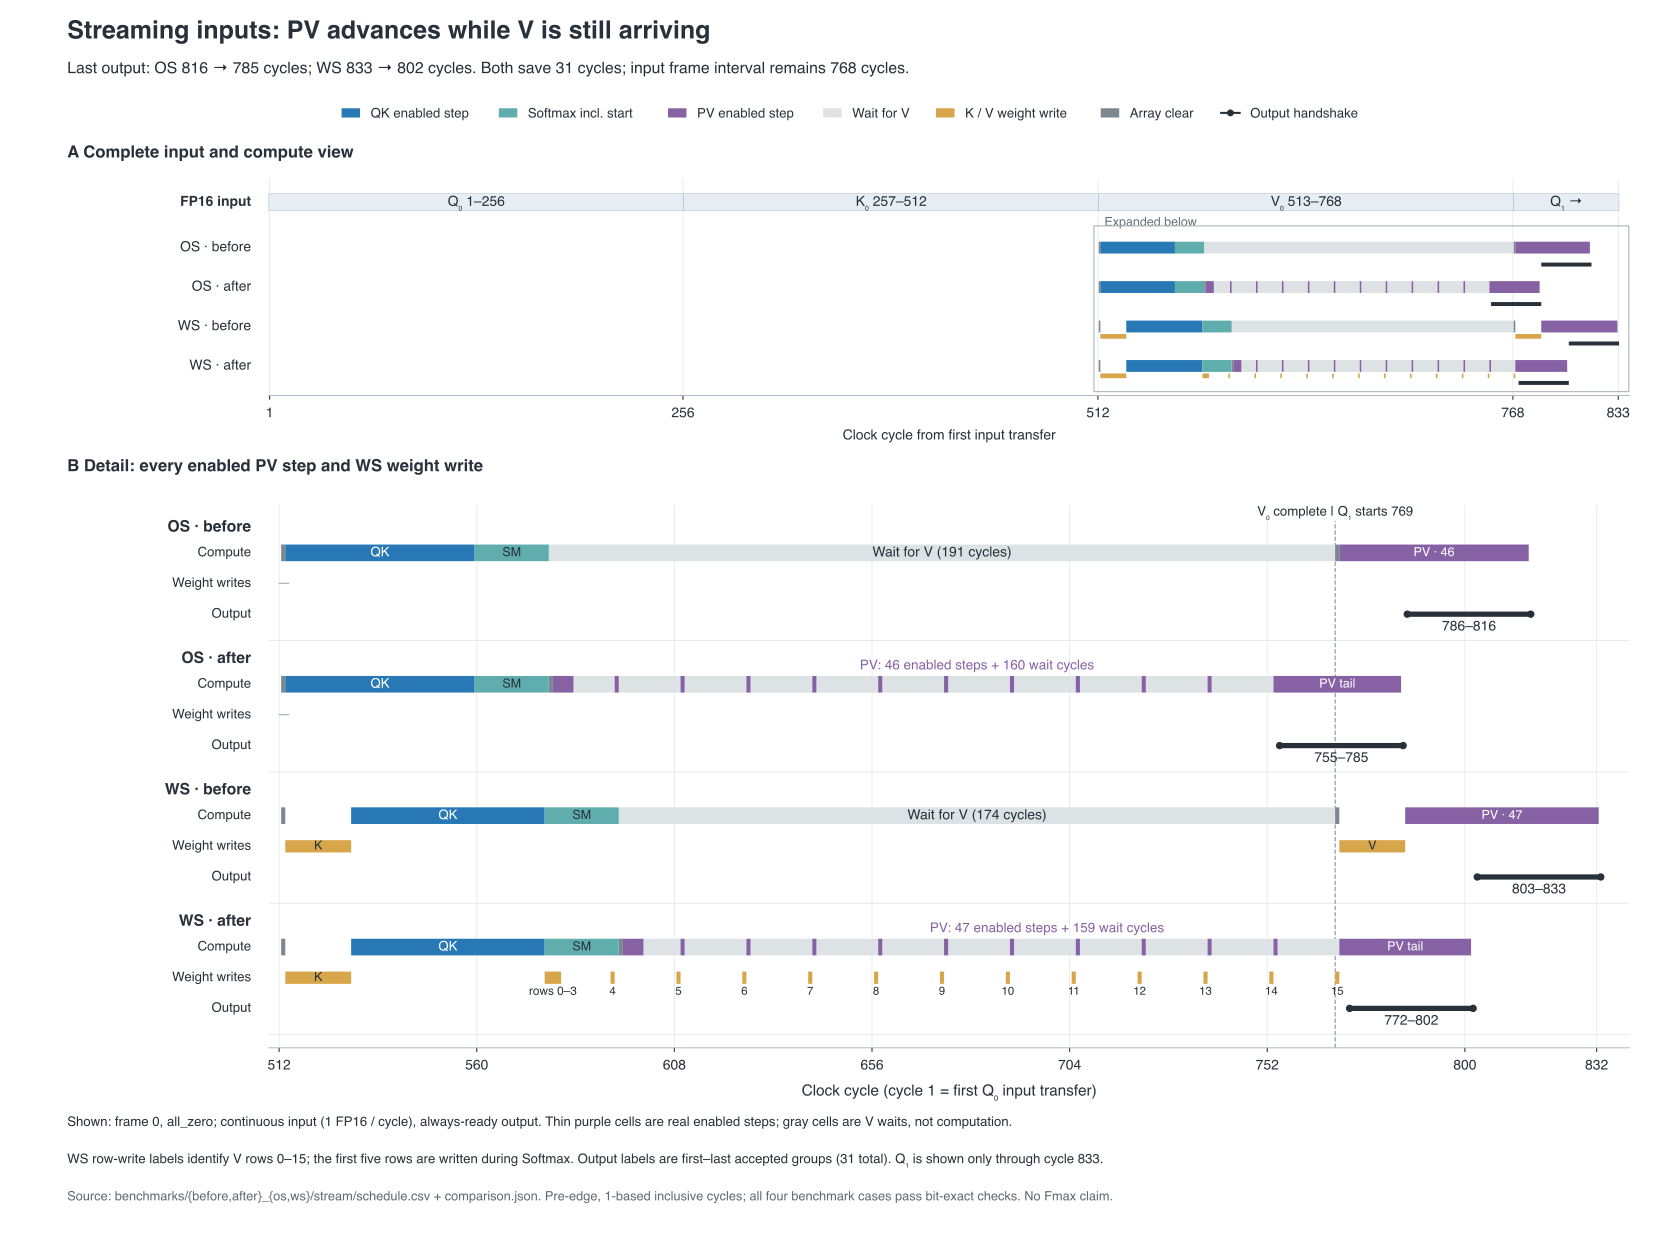 Streaming inputs: PV advances while V is still arriving
Last output: OS 816 → 785 cycles; WS 833 → 802 cycles. Both save 31 cycles; input frame interval remains 768 cycles.
QK enabled step Softmax incl. start PV enabled step Wait for V K / V weight write Array clear Output handshake
A Complete input and compute view
FP16 input Q₀ 1–256 K₀ 257–512 V₀ 513–768 Q₁ →
Expanded below
OS · before
OS · after
WS · before
WS · after
1 256 512 768 833
Clock cycle from first input transfer
B Detail: every enabled PV step and WS weight write
V₀ complete | Q₁ starts 769
OS · before
Compute QK SM Wait for V (191 cycles) PV · 46
Weight writes —
Output
786–816
OS · after
PV: 46 enabled steps + 160 wait cycles
Compute QK SM PV tail
Weight writes —
Output
755–785
WS · before
Compute QK SM Wait for V (174 cycles) PV · 47
Weight writes K V
Output
803–833
WS · after
PV: 47 enabled steps + 159 wait cycles
Compute QK SM PV tail
Weight writes K
rows 0–3 4 5 6 7 8 9 10 11 12 13 14 15
Output
772–802
512 560 608 656 704 752 800 832
Clock cycle (cycle 1 = first Q₀ input transfer)
Shown: frame 0, all_zero; continuous input (1 FP16 / cycle), always-ready output. Thin purple cells are real enabled steps; gray cells are V waits, not computation.
WS row-write labels identify V rows 0–15; the first five rows are written during Softmax. Output labels are first–last accepted groups (31 total). Q₁ is shown only through cycle 833.
Source: benchmarks/{before,after}_{os,ws}/stream/schedule.csv + comparison.json. Pre-edge, 1-based inclusive cycles; all four benchmark cases pass bit-exact checks. No Fmax claim.